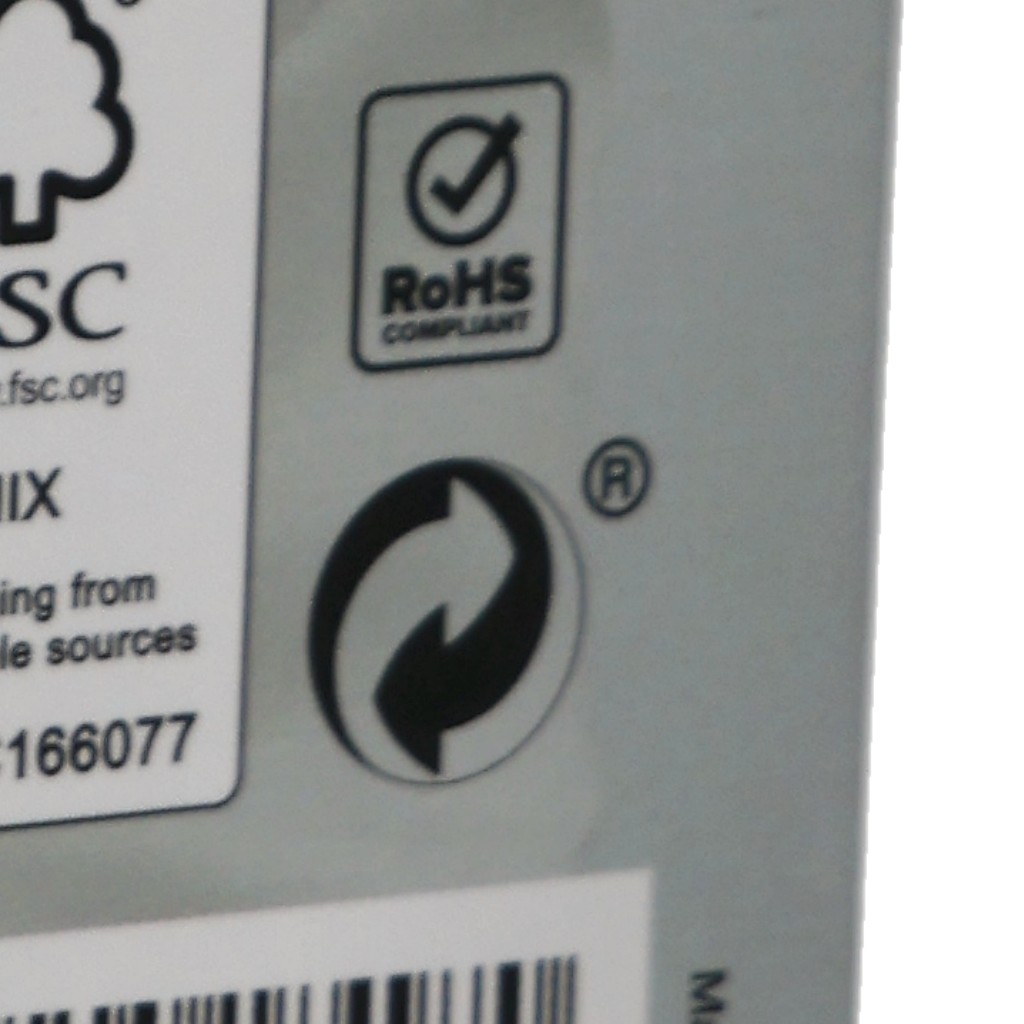 SC
.fsc.org
IX
ing from
le sources
166077
RoHS
COMPLIANT
®